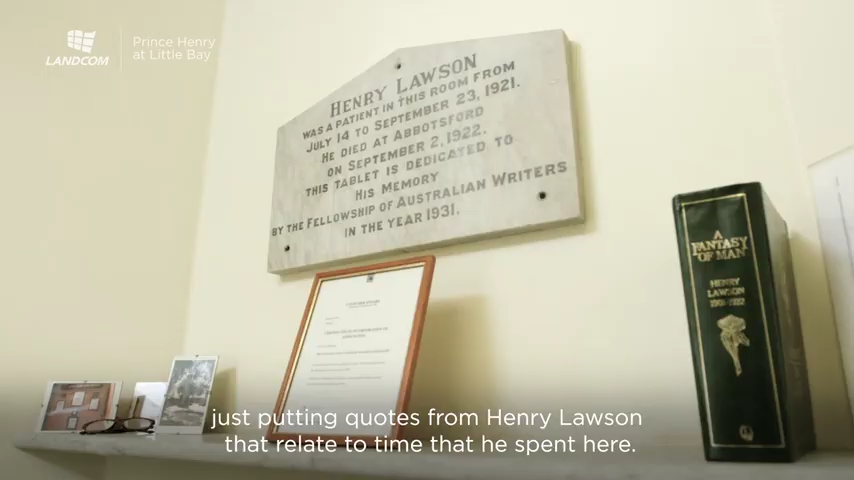 LANDCOM
Prince Henry
at Little Bay
HENRY LAWSON
WAS A PATIENT IN THIS ROOM FROM
JULY 14 TO SEPTEMBER 23, 1921.
HE DIED AT ABBOTSFORD
ON SEPTEMBER 2, 1922.
THIS TABLET IS DEDICATED TO
HIS MEMORY
BY THE FELLOWSHIP OF AUSTRALIAN WRITERS
IN THE YEAR 1931.
A
FANTASY
OF MAN
HENRY
LAWSON
1901-1922
just putting quotes from Henry Lawson
that relate to time that he spent here.